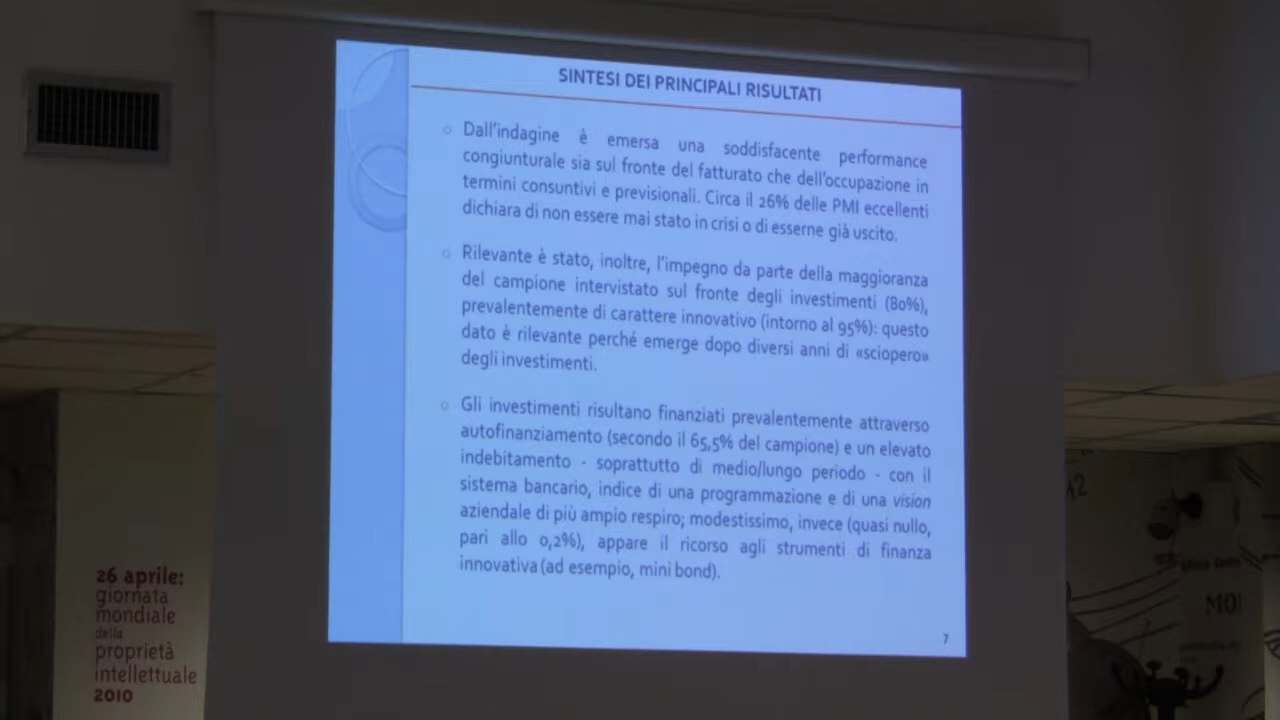 SINTESI DEI PRINCIPALI RISULTATI
Dall'indagine è emersa una soddisfacente performance
congiunturale sia sul fronte del fatturato che dell'occupazione in
termini consuntivi e previsionali. Circa il 26% delle PMI eccellenti
dichiara di non essere mai stato in crisi o di esserne già uscito.
Rilevante è stato, inoltre, l'impegno da parte della maggioranza
del campione intervistato sul fronte degli investimenti (80%),
prevalentemente di carattere innovativo (intorno al 95%): questo
dato è rilevante perché emerge dopo diversi anni di «sciopero»
degli investimenti.
Gli investimenti risultano finanziati prevalentemente attraverso
autofinanziamento (secondo il 65,5% del campione) e un elevato
indebitamento - soprattutto di medio/lungo periodo - con il
sistema bancario, indice di una programmazione e di una vision
aziendale di più ampio respiro; modestissimo, invece (quasi nullo,
pari allo 0,2%), appare il ricorso agli strumenti di finanza
innovativa (ad esempio, mini bond).
7
26 aprile:
giornata
mondiale
della
proprietà
intellettuale
2010